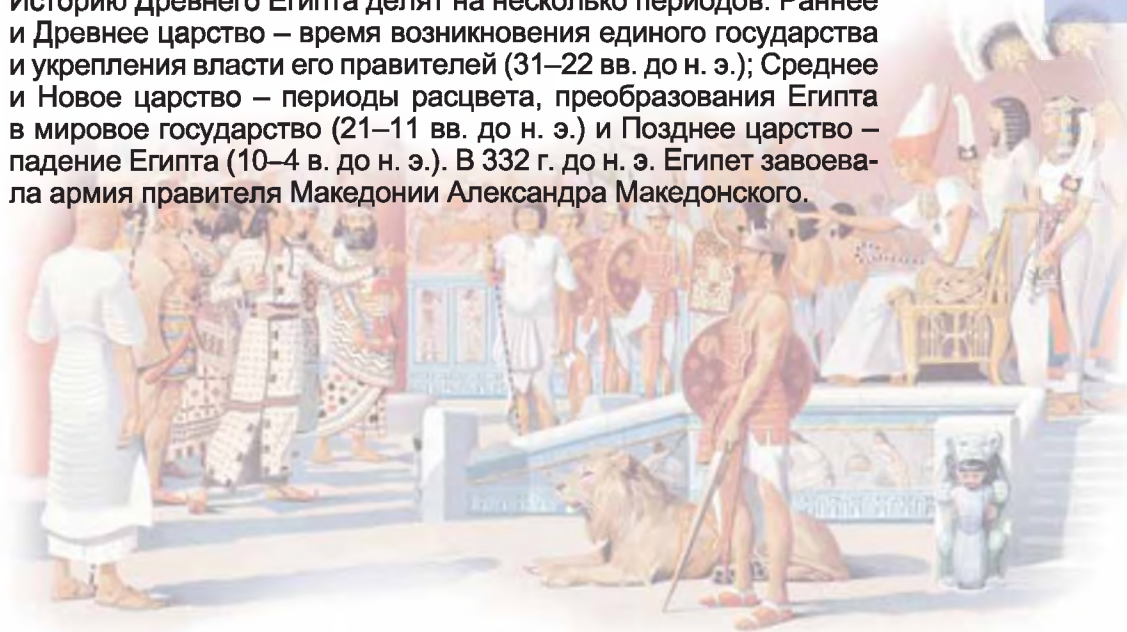 Историю Древнего Египта делят на несколько периодов. Раннее
и Древнее царство – время возникновения единого государства
и укрепления власти его правителей (31–22 вв. до н. э.); Среднее
и Новое царство – периоды расцвета, преобразования Египта
в мировое государство (21–11 вв. до н. э.) и Позднее царство –
падение Египта (10–4 в. до н. э.). В 332 г. до н. э. Египет завоева-
ла армия правителя Македонии Александра Македонского.